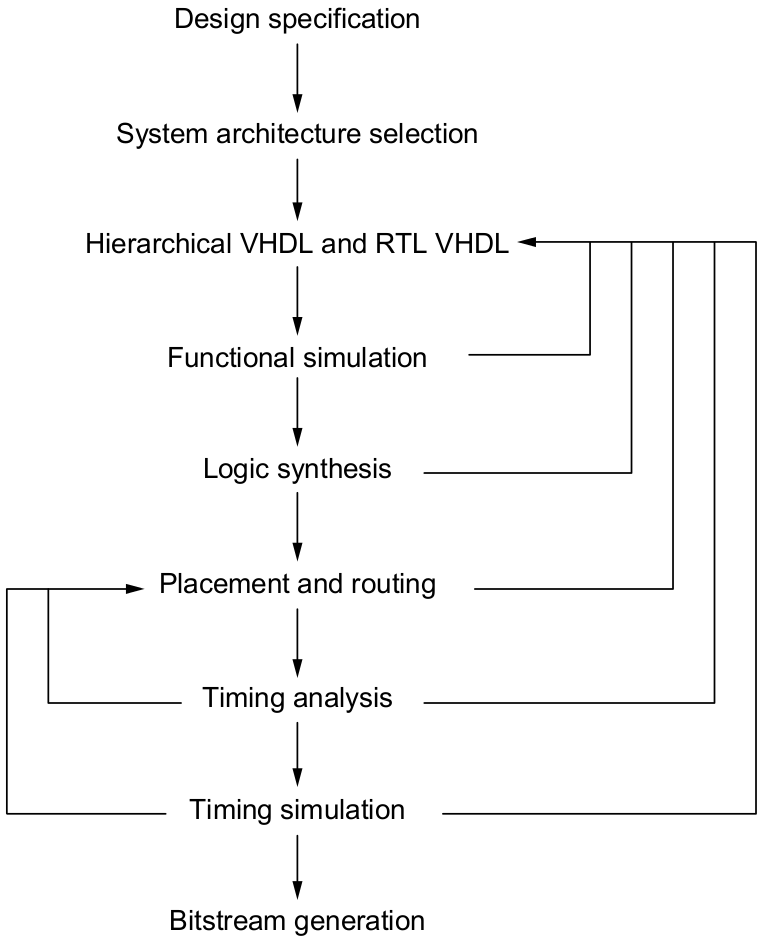 Design specification
System architecture selection
Hierarchical VHDL and RTL VHDL
Functional simulation
Logic synthesis
Placement and routing
Timing analysis
Timing simulation
Bitstream generation